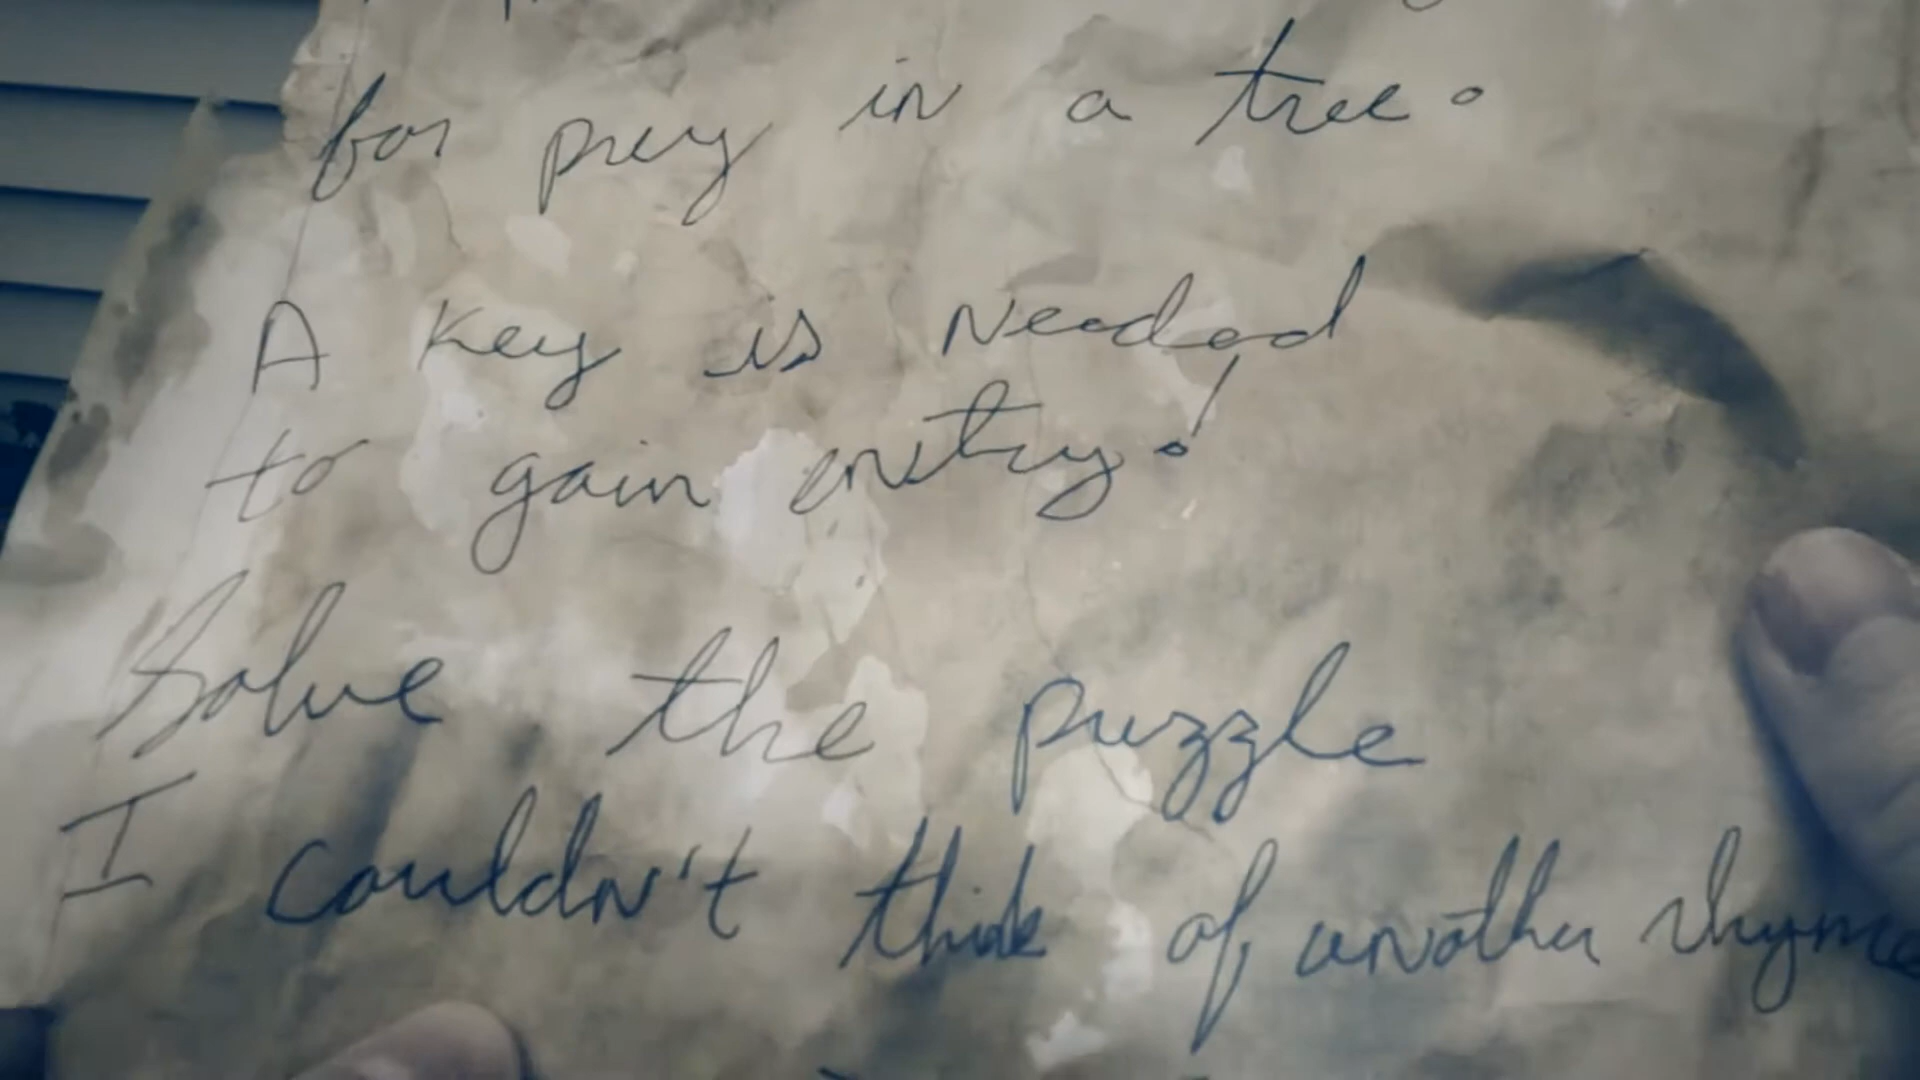 for prey in a tree.
A key is needed
to gain entry!
Solve the puzzle
I couldn't think of another rhyme